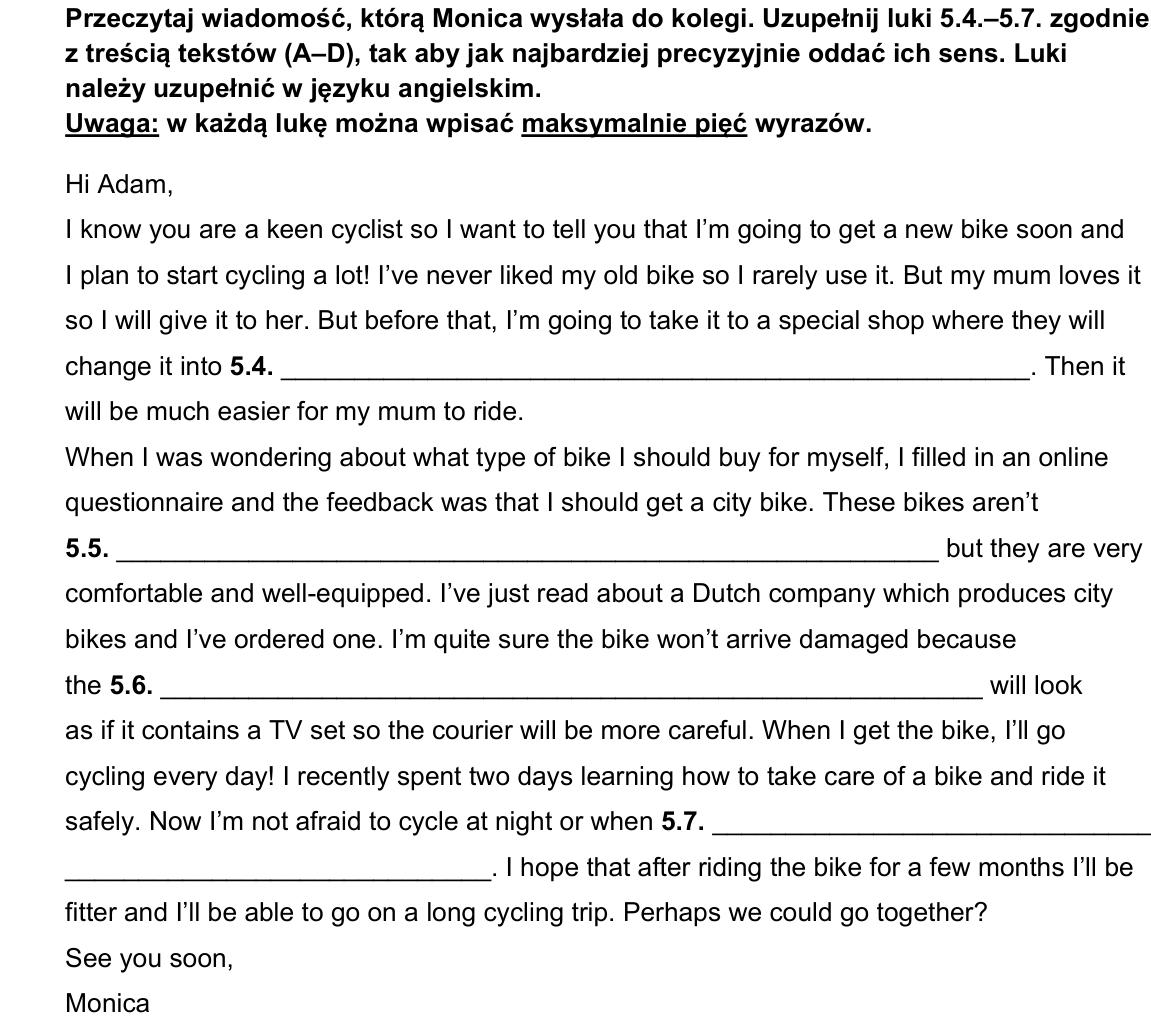 Przeczytaj wiadomość, którą Monica wysłała do kolegi. Uzupełnij luki 5.4.–5.7. zgodnie
z treścią tekstów (A–D), tak aby jak najbardziej precyzyjnie oddać ich sens. Luki
należy uzupełnić w języku angielskim.
Uwaga: w każdą lukę można wpisać maksymalnie pięć wyrazów.
Hi Adam,
I know you are a keen cyclist so I want to tell you that I’m going to get a new bike soon and
I plan to start cycling a lot! I’ve never liked my old bike so I rarely use it. But my mum loves it
so I will give it to her. But before that, I’m going to take it to a special shop where they will
change it into 5.4. ____________________________________________________. Then it
will be much easier for my mum to ride.
When I was wondering about what type of bike I should buy for myself, I filled in an online
questionnaire and the feedback was that I should get a city bike. These bikes aren’t
5.5. _________________________________________________________ but they are very
comfortable and well-equipped. I’ve just read about a Dutch company which produces city
bikes and I’ve ordered one. I’m quite sure the bike won’t arrive damaged because
the 5.6. _________________________________________________________ will look
as if it contains a TV set so the courier will be more careful. When I get the bike, I’ll go
cycling every day! I recently spent two days learning how to take care of a bike and ride it
safely. Now I’m not afraid to cycle at night or when 5.7. _______________________________
______________________________. I hope that after riding the bike for a few months I’ll be
fitter and I’ll be able to go on a long cycling trip. Perhaps we could go together?
See you soon,
Monica